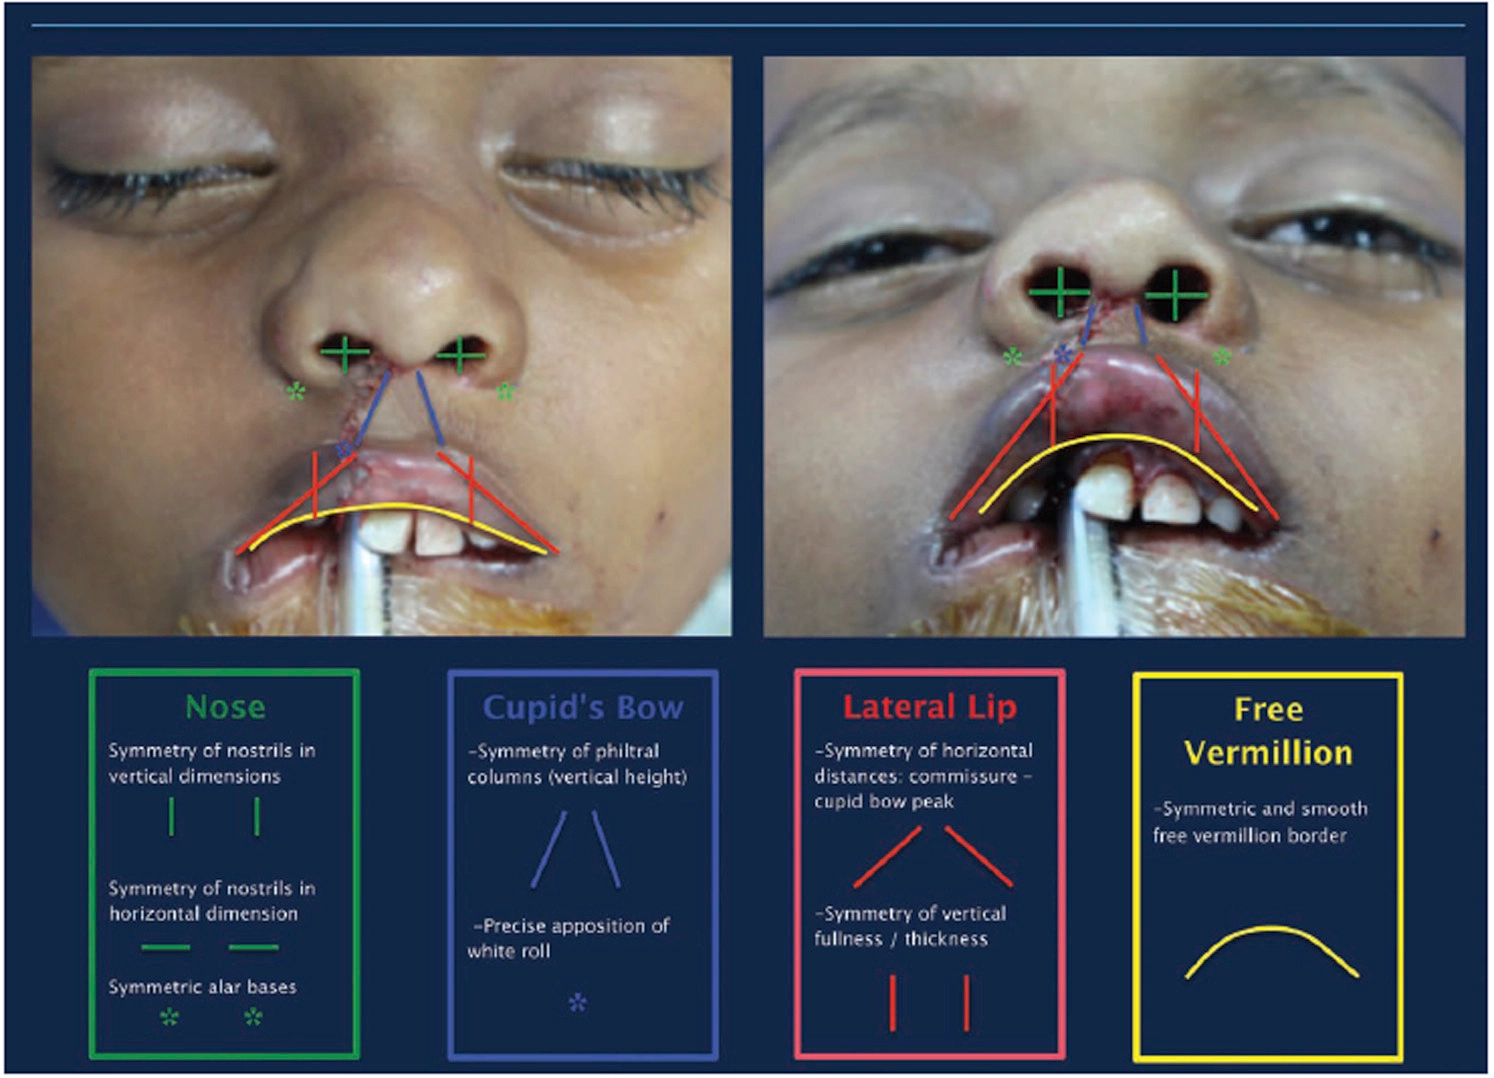 Nose
Symmetry of nostrils in
vertical dimensions
Symmetry of nostrils in
horizontal dimension
Symmetric alar bases
Cupid's Bow
-Symmetry of philtral
columns (vertical height)
-Precise apposition of
white roll
Lateral Lip
-Symmetry of horizontal
distances: commissure -
cupid bow peak
-Symmetry of vertical
fullness / thickness
Free
Vermillion
-Symmetric and smooth
free vermillion border